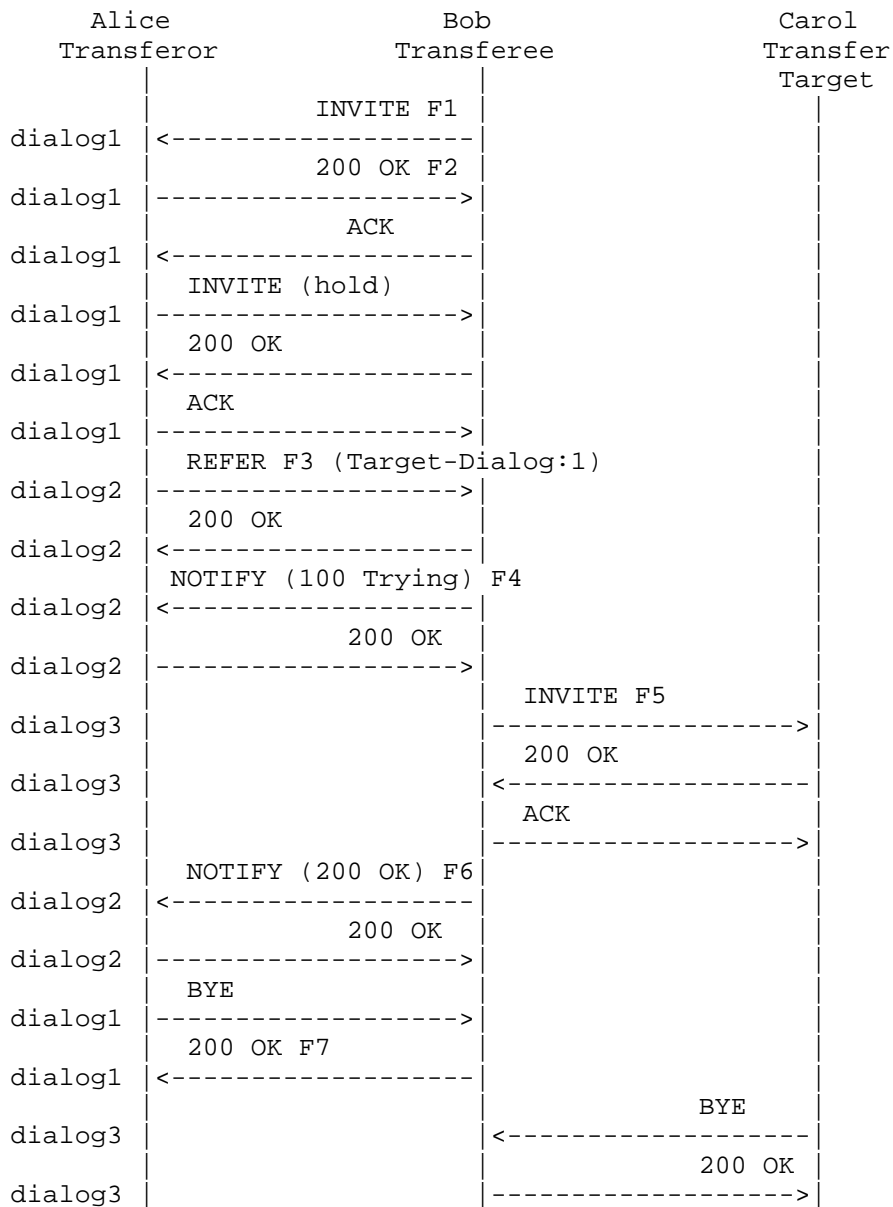 Alice Bob Carol
Transferor Transferee Transfer
Target
INVITE F1
dialog1 |<-------------------|
200 OK F2
dialog1 |------------------->|
ACK
dialog1 |<-------------------
INVITE (hold)
dialog1 |------------------->
200 OK
dialog1 |<-------------------
ACK
dialog1 |------------------->
REFER F3 (Target-Dialog:1)
dialog2 |------------------->
200 OK
dialog2 |<-------------------
NOTIFY (100 Trying) F4
dialog2 |<-------------------
200 OK
dialog2 |------------------->
INVITE F5
dialog3 |------------------->
200 OK
dialog3 |<-------------------
ACK
dialog3 |------------------->
NOTIFY (200 OK) F6
dialog2 |<-------------------
200 OK
dialog2 |------------------->
BYE
dialog1 |------------------->
200 OK F7
dialog1 |<-------------------
BYE
dialog3 |<-------------------
200 OK
dialog3 |------------------->|